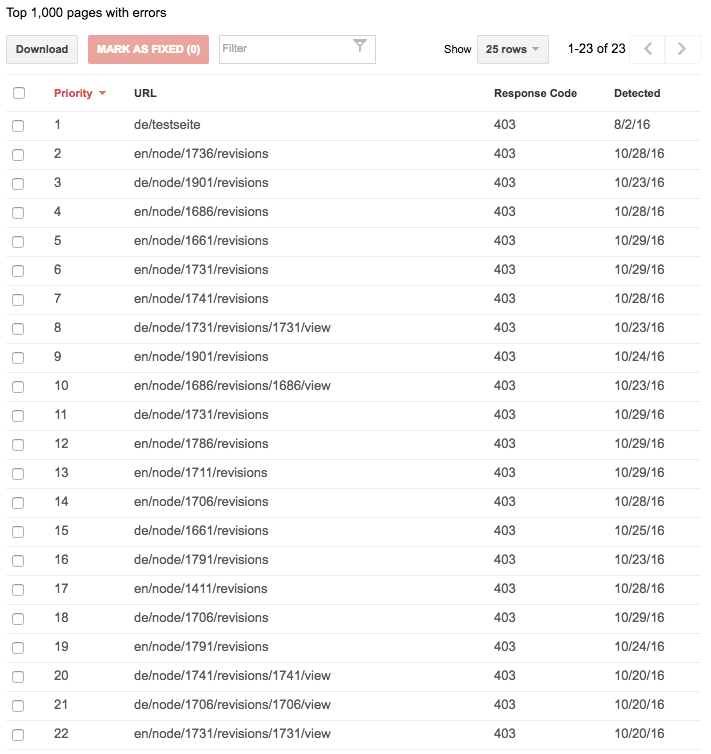 Top 1,000 pages with errors
Download MARK AS FIXED (0) Filter Show 25 rows 1-23 of 23
Priority URL Response Code Detected
1 de/testseite 403 8/2/16
2 en/node/1736/revisions 403 10/28/16
3 de/node/1901/revisions 403 10/23/16
4 en/node/1686/revisions 403 10/28/16
5 en/node/1661/revisions 403 10/29/16
6 en/node/1731/revisions 403 10/29/16
7 en/node/1741/revisions 403 10/28/16
8 de/node/1731/revisions/1731/view 403 10/23/16
9 en/node/1901/revisions 403 10/24/16
10 en/node/1686/revisions/1686/view 403 10/23/16
11 de/node/1731/revisions 403 10/29/16
12 en/node/1786/revisions 403 10/29/16
13 en/node/1711/revisions 403 10/29/16
14 en/node/1706/revisions 403 10/28/16
15 de/node/1661/revisions 403 10/25/16
16 de/node/1791/revisions 403 10/23/16
17 en/node/1411/revisions 403 10/28/16
18 de/node/1706/revisions 403 10/29/16
19 en/node/1791/revisions 403 10/24/16
20 de/node/1741/revisions/1741/view 403 10/20/16
21 de/node/1706/revisions/1706/view 403 10/20/16
22 en/node/1731/revisions/1731/view 403 10/20/16